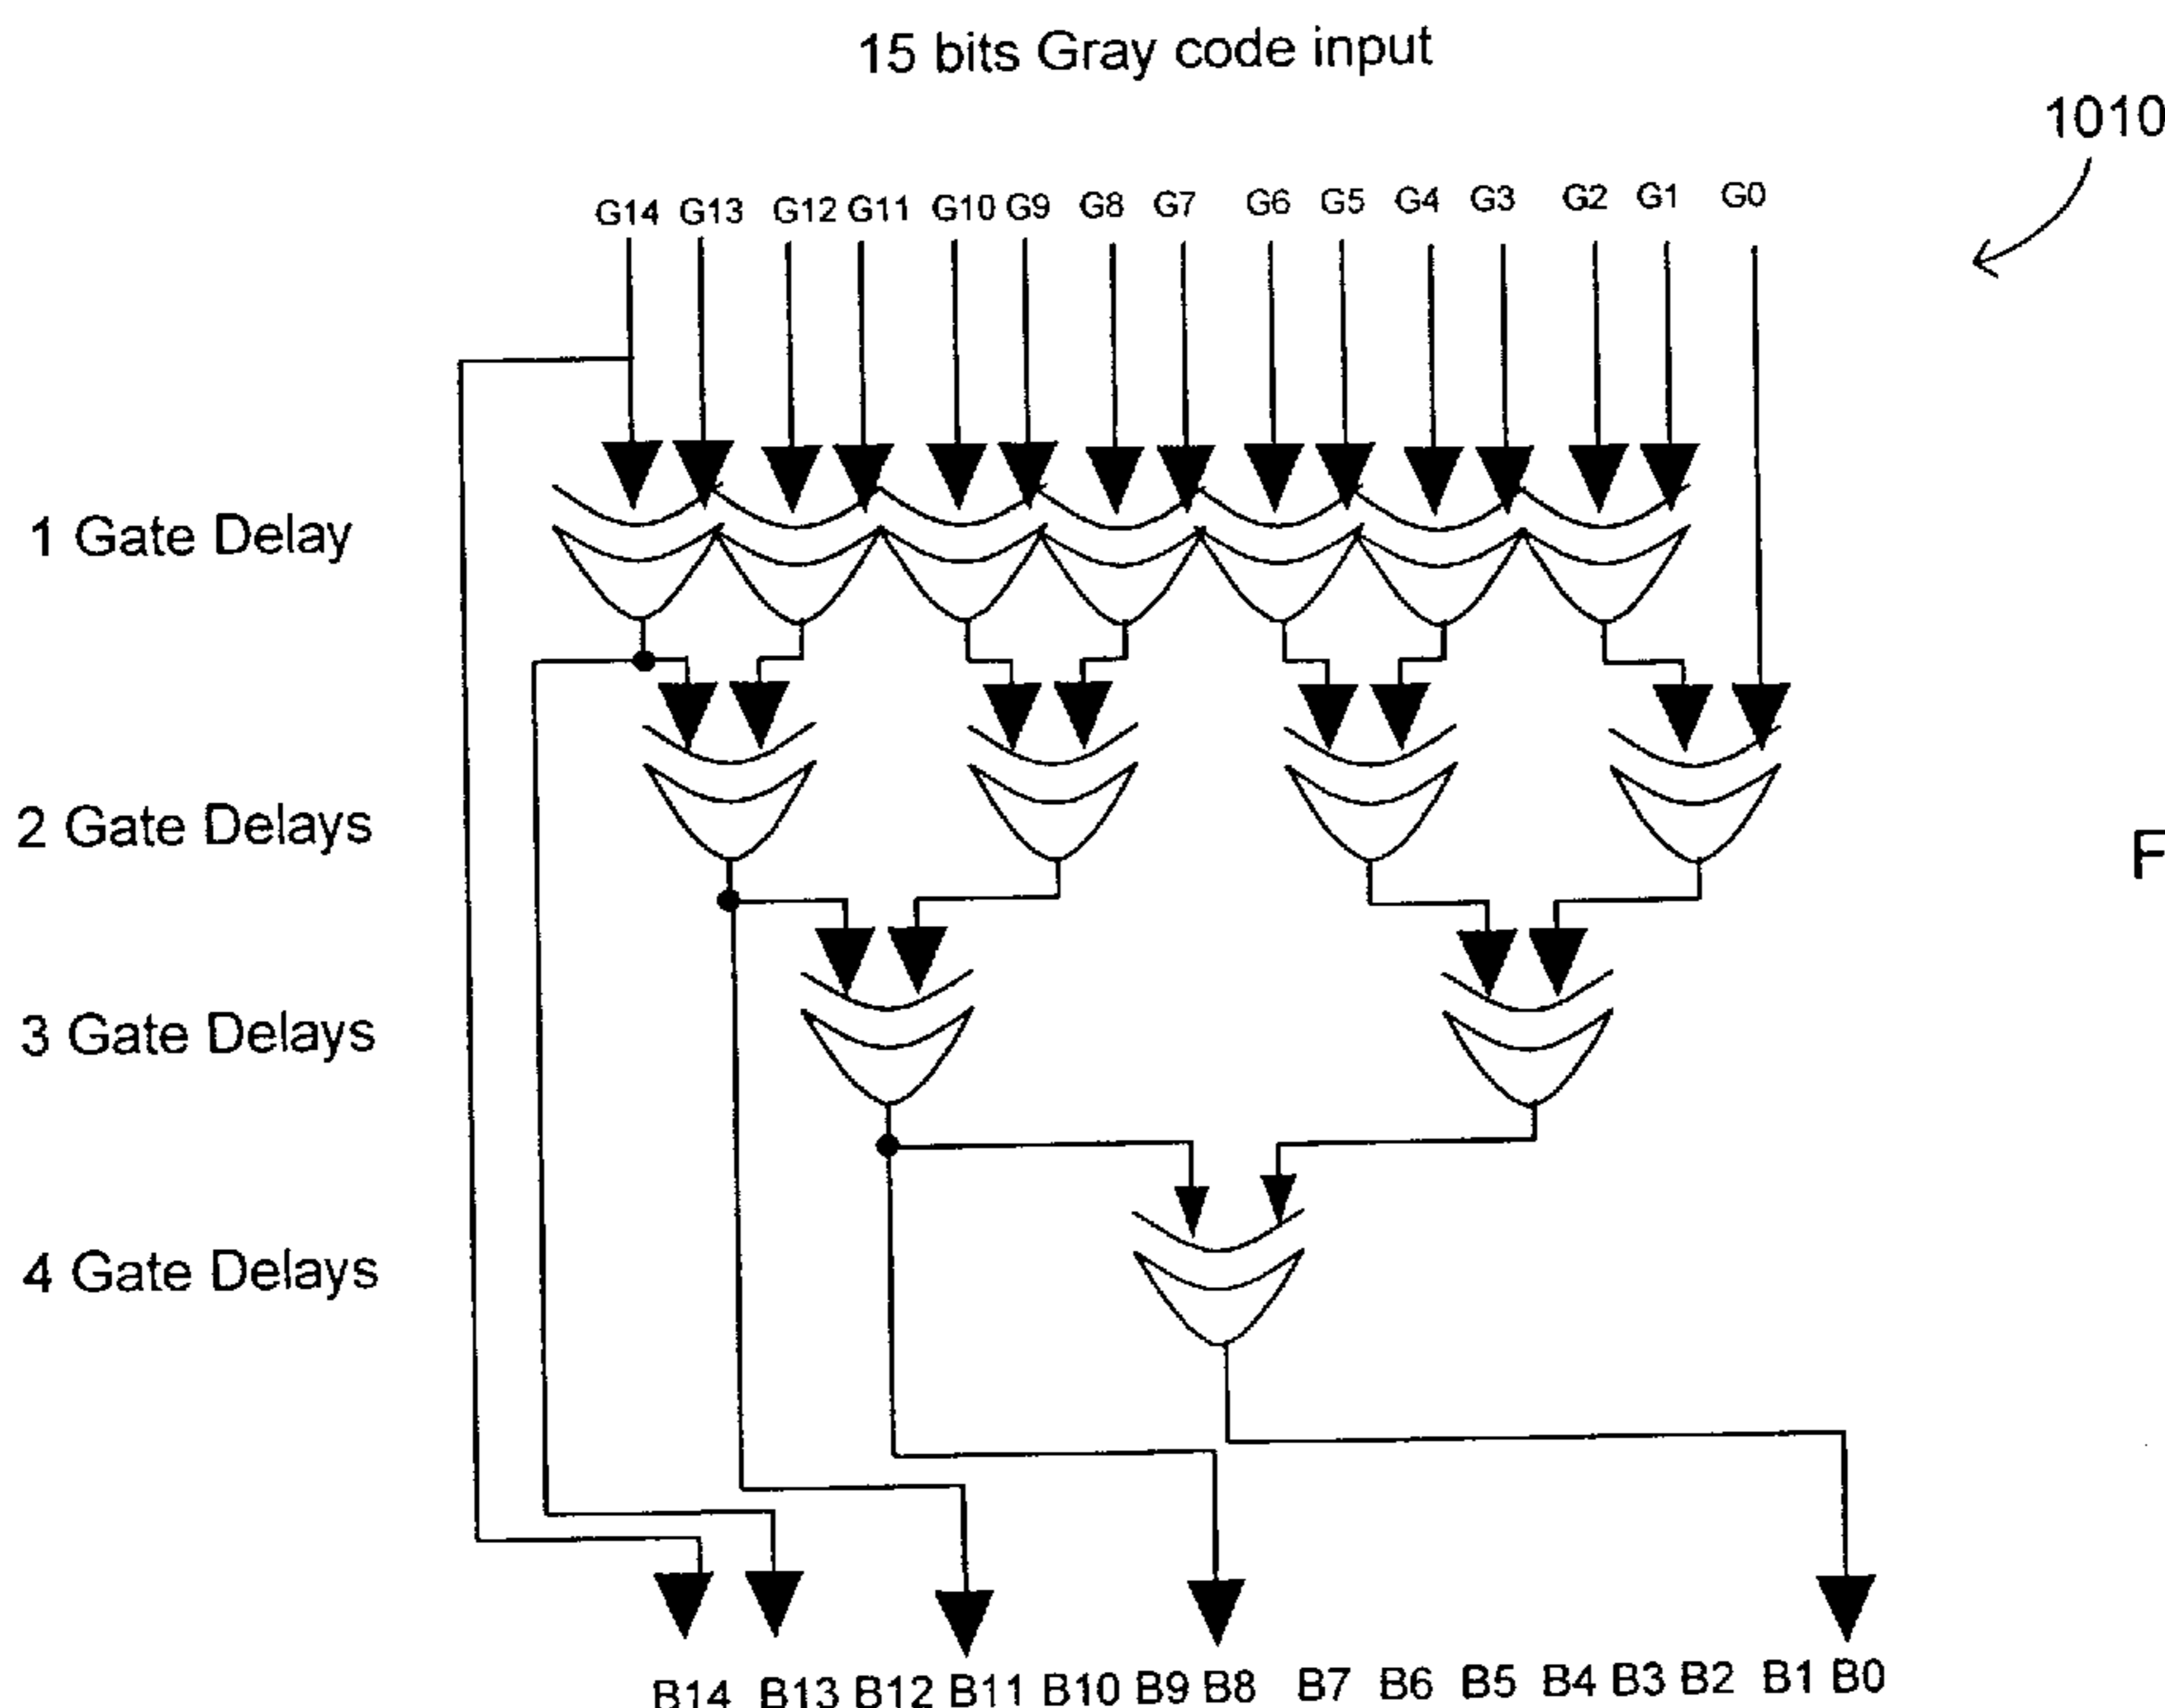 15 bits Gray code input
1010
G14 G13 G12 G11 G10 G9 G8 G7 G6 G5 G4 G3 G2 G1 G0
1 Gate Delay
2 Gate Delays
F
3 Gate Delays
4 Gate Delays
B14 B13 B12 B11 B10 B9 B8 B7 B6 B5 B4 B3 B2 B1 B0